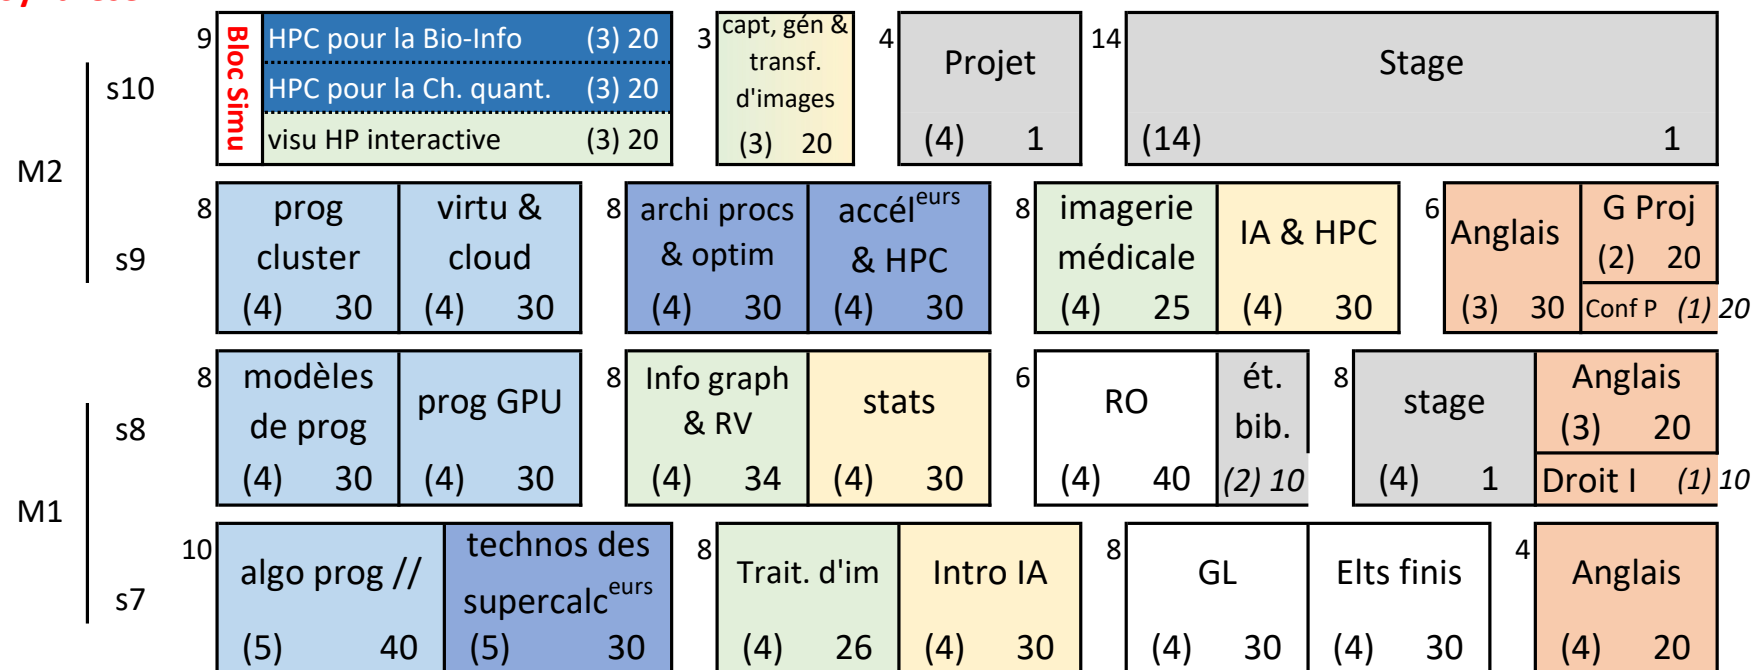 9 Bloc Simu HPC pour la Bio-Info (3) 20
HPC pour la Ch. quant. (3) 20
visu HP interactive (3) 20
3 capt, gén &
transf.
d'images
(3) 20
4 Projet
(4) 1
14 Stage
(14) 1
s10
M2
s9
8 prog
cluster
(4) 30
virtu &
cloud
(4) 30
8 archi procs
& optim
(4) 30
accéleurs
& HPC
(4) 30
8 imagerie
médicale
(4) 25
IA & HPC
(4) 30
6 Anglais
(3) 30
G Proj
(2) 20
Conf P (1) 20
s8
M1
s7
8 modèles
de prog
(4) 30
prog GPU
(4) 30
8 Info graph
& RV
(4) 34
stats
(4) 30
6 RO
(4) 40
ét.
bib.
(2) 10
8 stage
(4) 1
Anglais
(3) 20
Droit I (1) 10
10 algo prog //
(5) 40
technos des
supercalceurs
(5) 30
8 Trait. d'im
(4) 26
Intro IA
(4) 30
8 GL
(4) 30
Elts finis
(4) 30
4 Anglais
(4) 20